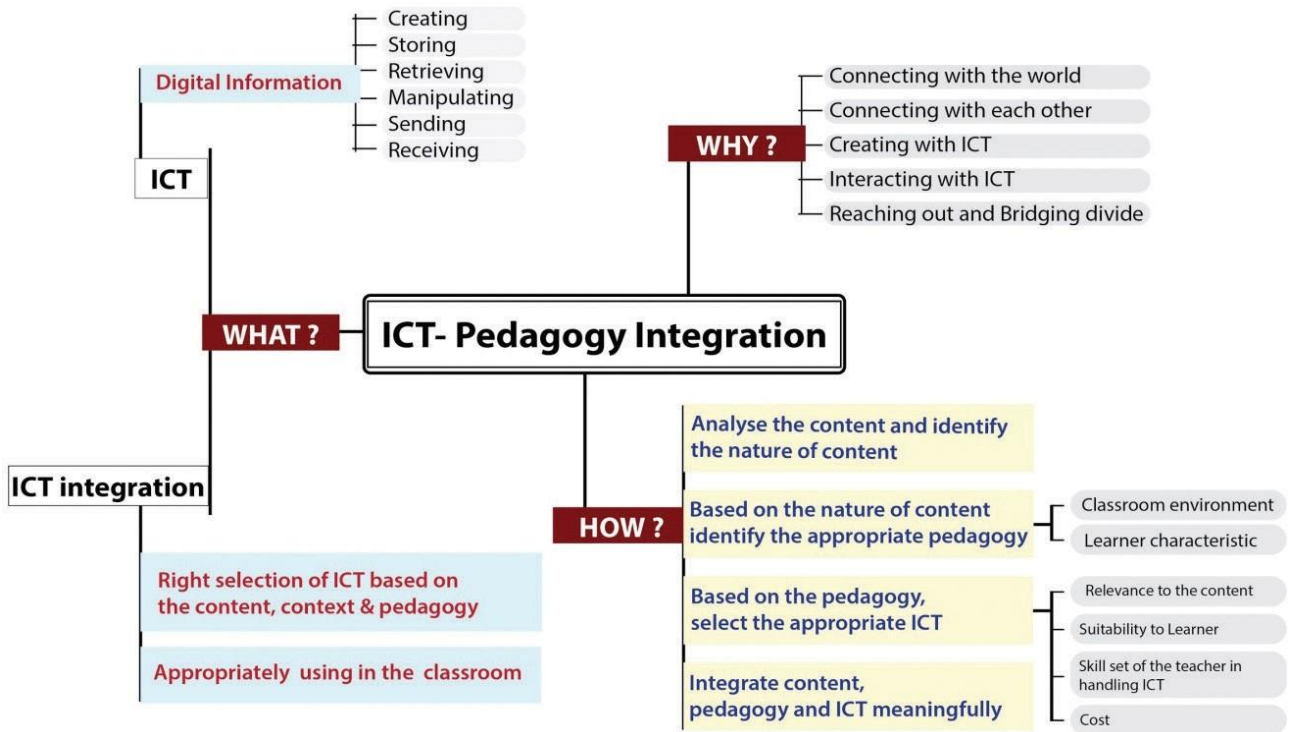 Creating
Storing
Retrieving
Manipulating
Sending
Receiving
Digital Information
ICT
WHAT ?
ICT integration
Right selection of ICT based on
the content, context & pedagogy
Appropriately using in the classroom
ICT- Pedagogy Integration
WHY ?
Connecting with the world
Connecting with each other
Creating with ICT
Interacting with ICT
Reaching out and Bridging divide
HOW ?
Analyse the content and identify
the nature of content
Based on the nature of content
identify the appropriate pedagogy
Classroom environment
Learner characteristic
Based on the pedagogy,
select the appropriate ICT
Relevance to the content
Suitability to Learner
Skill set of the teacher in
handling ICT
Cost
Integrate content,
pedagogy and ICT meaningfully